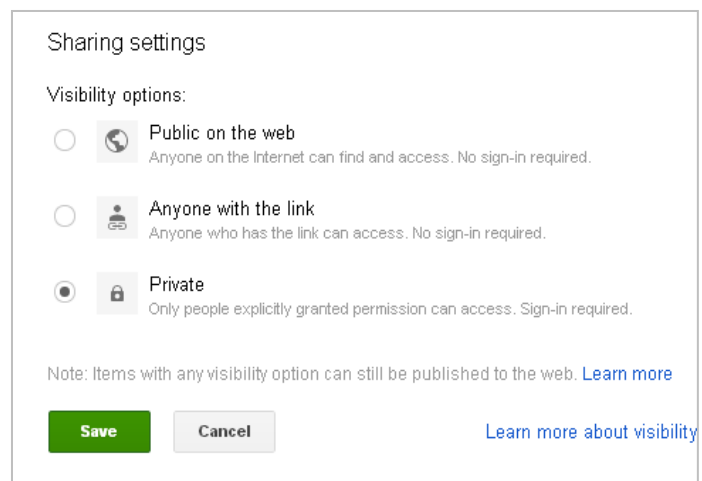 Sharing settings
Visibility options:
Public on the web
Anyone on the Internet can find and access. No sign-in required.
Anyone with the link
Anyone who has the link can access. No sign-in required.
Private
Only people explicitly granted permission can access. Sign-in required.
Note: Items with any visibility option can still be published to the web. Learn more
Save Cancel Learn more about visibility